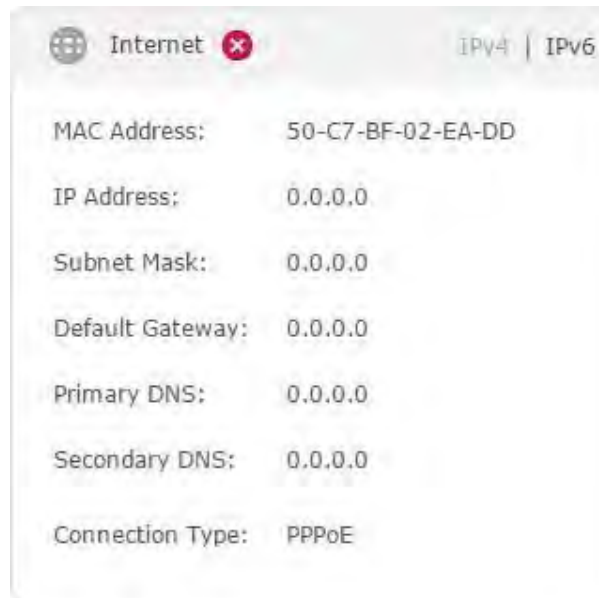 Internet IPv4 | IPv6
MAC Address: 50-C7-BF-02-EA-DD
IP Address: 0.0.0.0
Subnet Mask: 0.0.0.0
Default Gateway: 0.0.0.0
Primary DNS: 0.0.0.0
Secondary DNS: 0.0.0.0
Connection Type: PPPoE